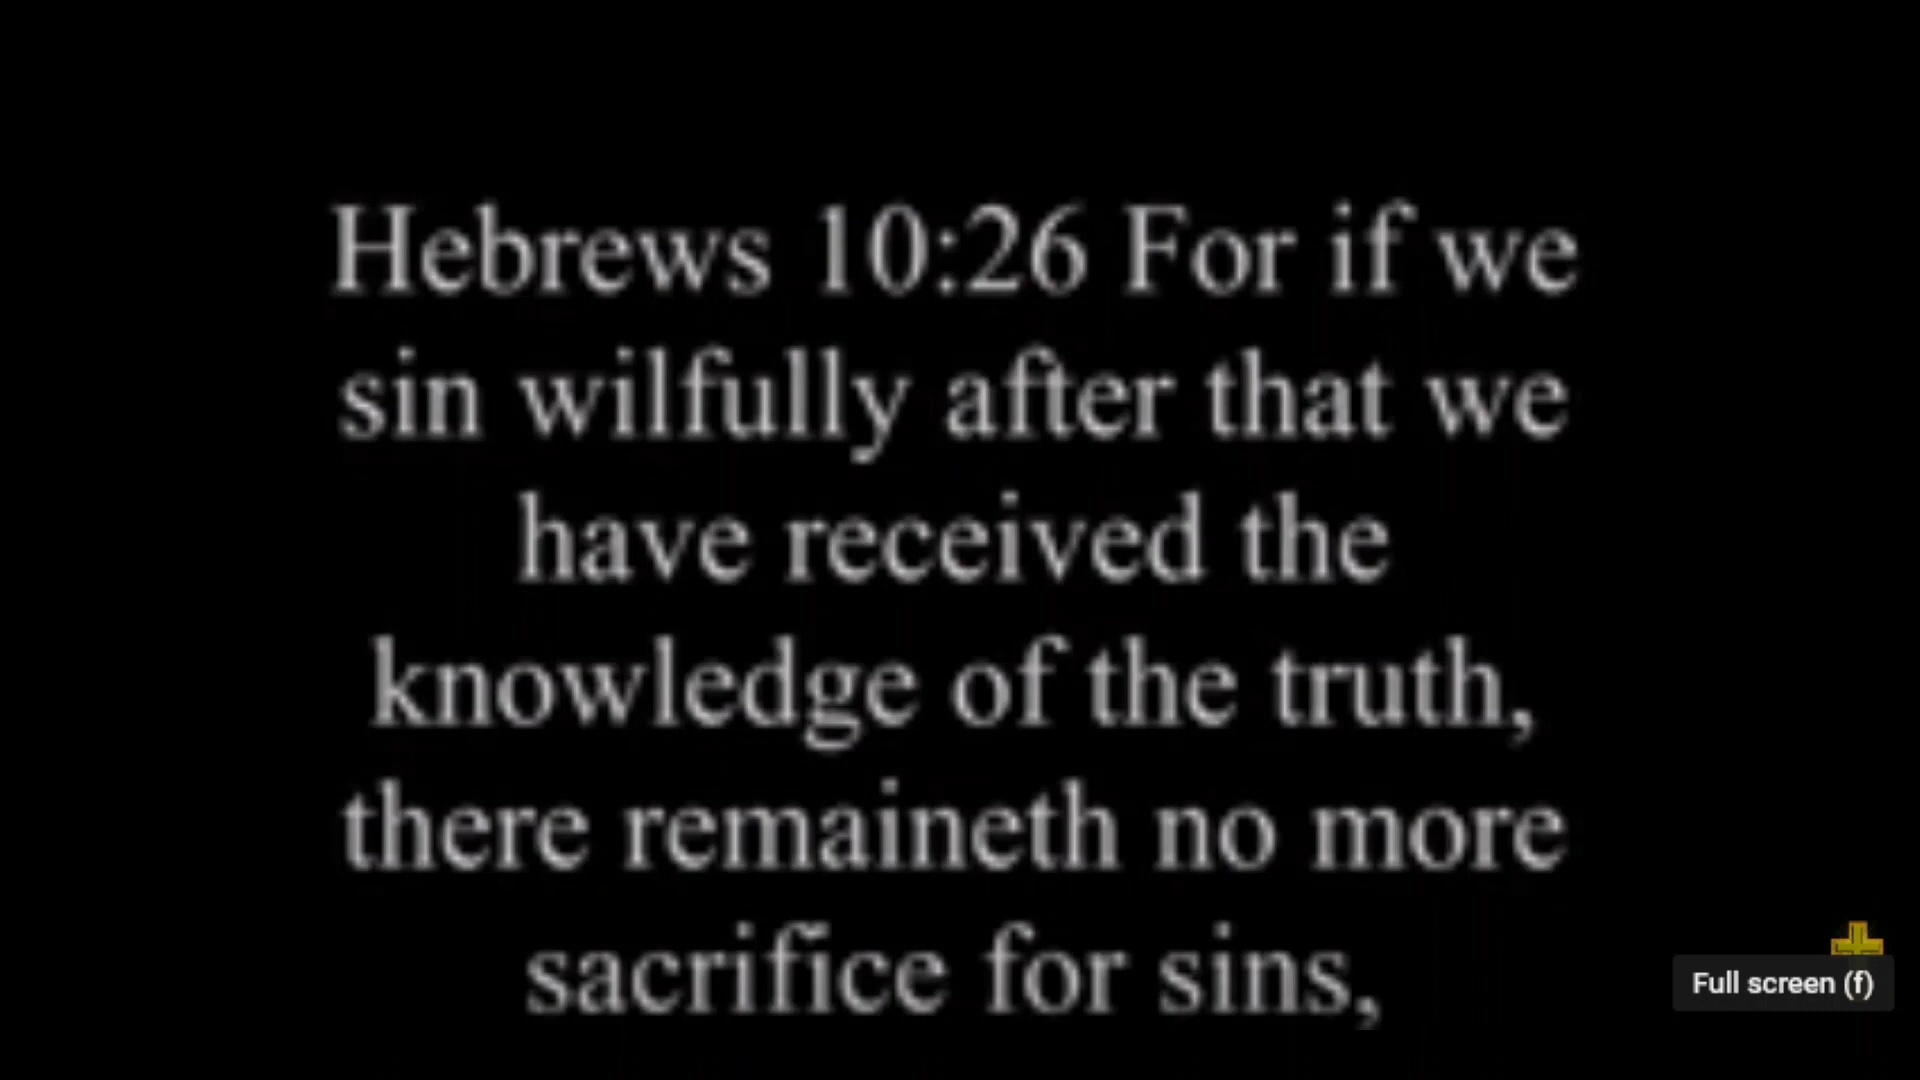 Hebrews 10:26 For if we
sin wilfully after that we
have received the
knowledge of the truth,
there remaineth no more
sacrifice for sins,
Full screen (f)